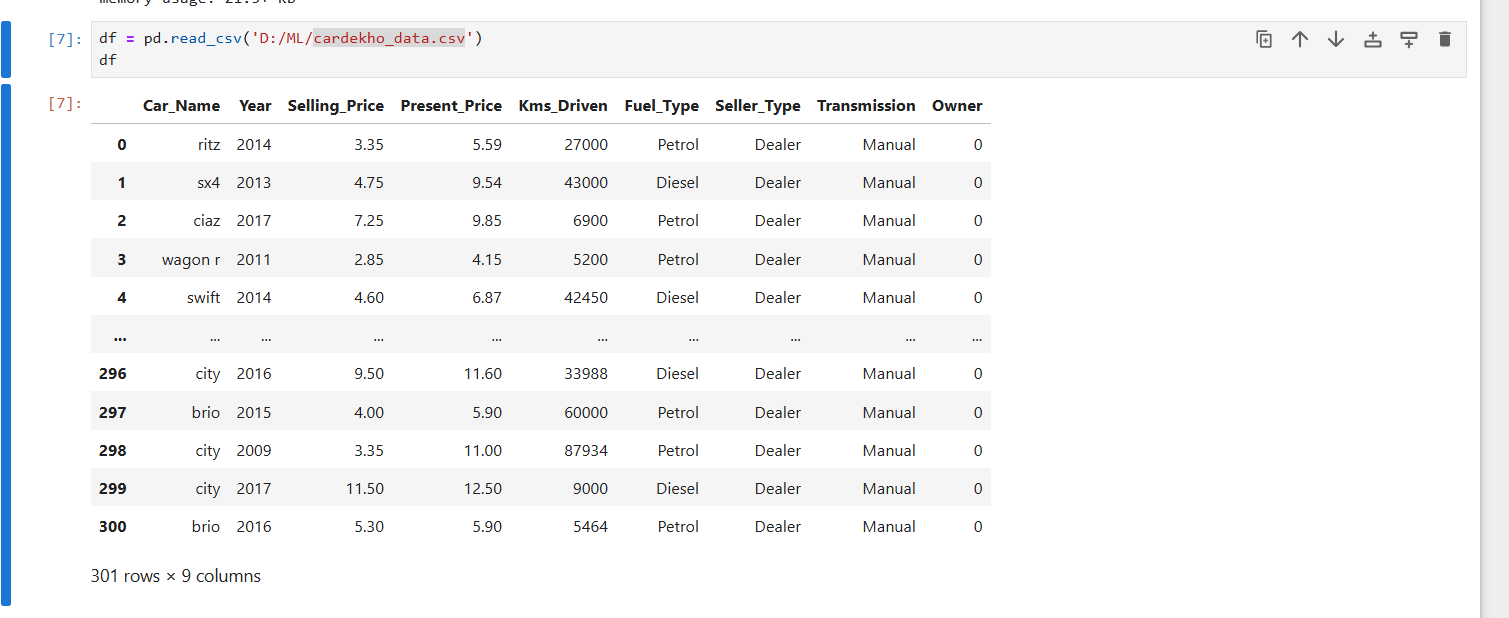 memory usage: 21.3+ KB
[7]: df = pd.read_csv('D:/ML/cardekho_data.csv')
df
[7]:
Car_Name Year Selling_Price Present_Price Kms_Driven Fuel_Type Seller_Type Transmission Owner
0 ritz 2014 3.35 5.59 27000 Petrol Dealer Manual 0
1 sx4 2013 4.75 9.54 43000 Diesel Dealer Manual 0
2 ciaz 2017 7.25 9.85 6900 Petrol Dealer Manual 0
3 wagon r 2011 2.85 4.15 5200 Petrol Dealer Manual 0
4 swift 2014 4.60 6.87 42450 Diesel Dealer Manual 0
... ... ... ... ... ... ... ... ... ...
296 city 2016 9.50 11.60 33988 Diesel Dealer Manual 0
297 brio 2015 4.00 5.90 60000 Petrol Dealer Manual 0
298 city 2009 3.35 11.00 87934 Petrol Dealer Manual 0
299 city 2017 11.50 12.50 9000 Diesel Dealer Manual 0
300 brio 2016 5.30 5.90 5464 Petrol Dealer Manual 0
301 rows × 9 columns